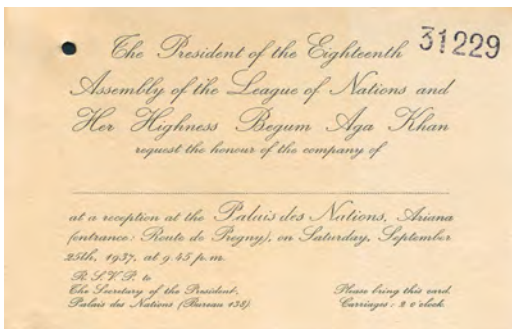 31229
The President of the Eighteenth
Assembly of the League of Nations and
Her Highness Begum Aga Khan
request the honour of the company of
at a reception at the Palais des Nations, Ariana
(entrance: Route de Pregny), on Saturday, September
25th, 1937, at 9.45 p.m.
R.S.V.P. to
The Secretary of the President,
Palais des Nations (Bureau 138)
Please bring this card.
Carriages: 2 o'clock.